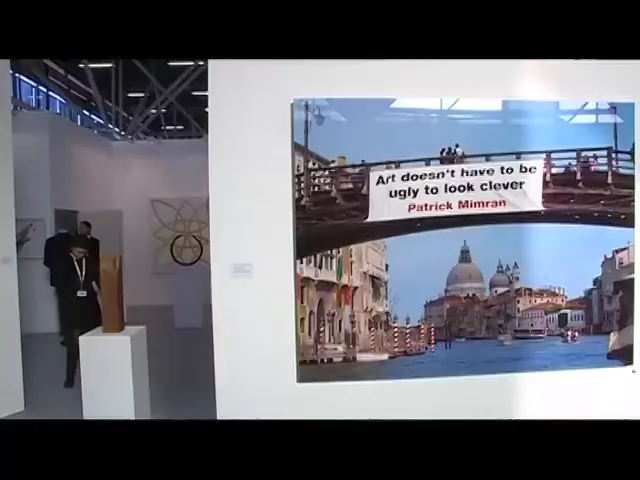 Art doesn't have to be
ugly to look clever
Patrick Mimran